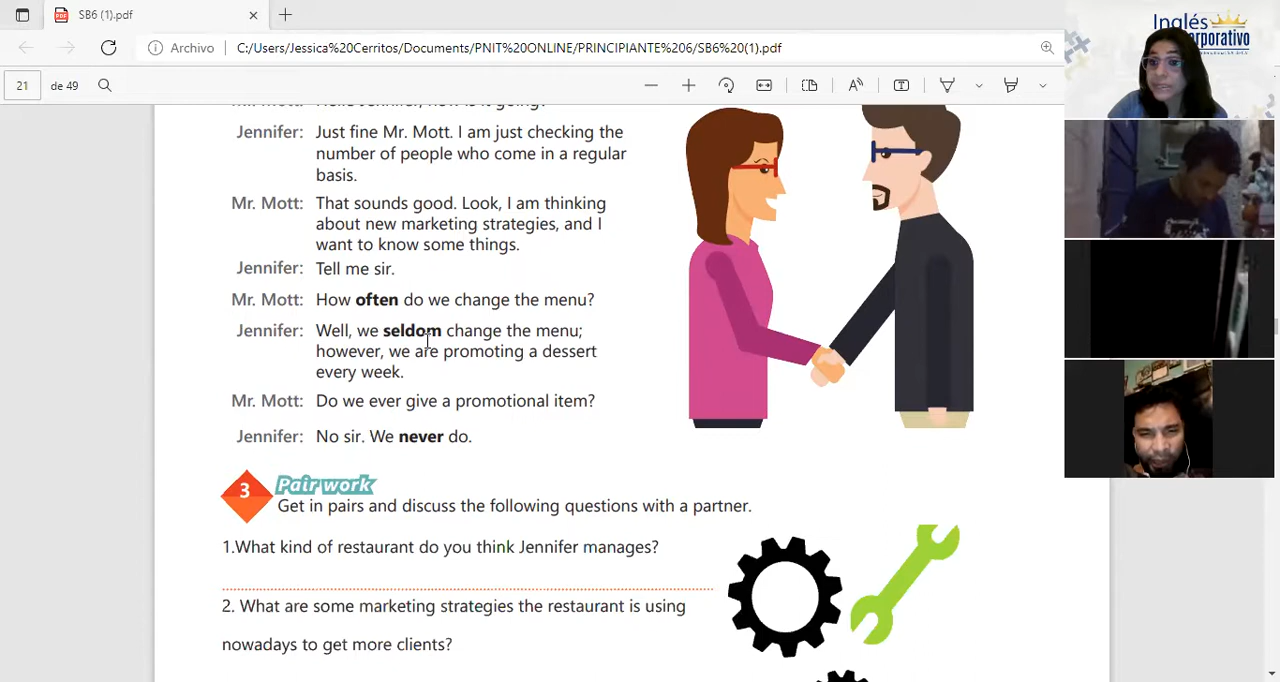 SB6 (1).pdf
Archivo C:/Users/Jessica%20Cerritos/Documents/PNIT%20ONLINE/PRINCIPIANTE%206/SB6%20(1).pdf
21 de 49
Inglés
Corporativo
Jennifer: Just fine Mr. Mott. I am just checking the
number of people who come in a regular
basis.
Mr. Mott: That sounds good. Look, I am thinking
about new marketing strategies, and I
want to know some things.
Jennifer: Tell me sir.
Mr. Mott: How often do we change the menu?
Jennifer: Well, we seldom change the menu;
however, we are promoting a dessert
every week.
Mr. Mott: Do we ever give a promotional item?
Jennifer: No sir. We never do.
3 Pair work
Get in pairs and discuss the following questions with a partner.
1.What kind of restaurant do you think Jennifer manages?
2. What are some marketing strategies the restaurant is using
nowadays to get more clients?